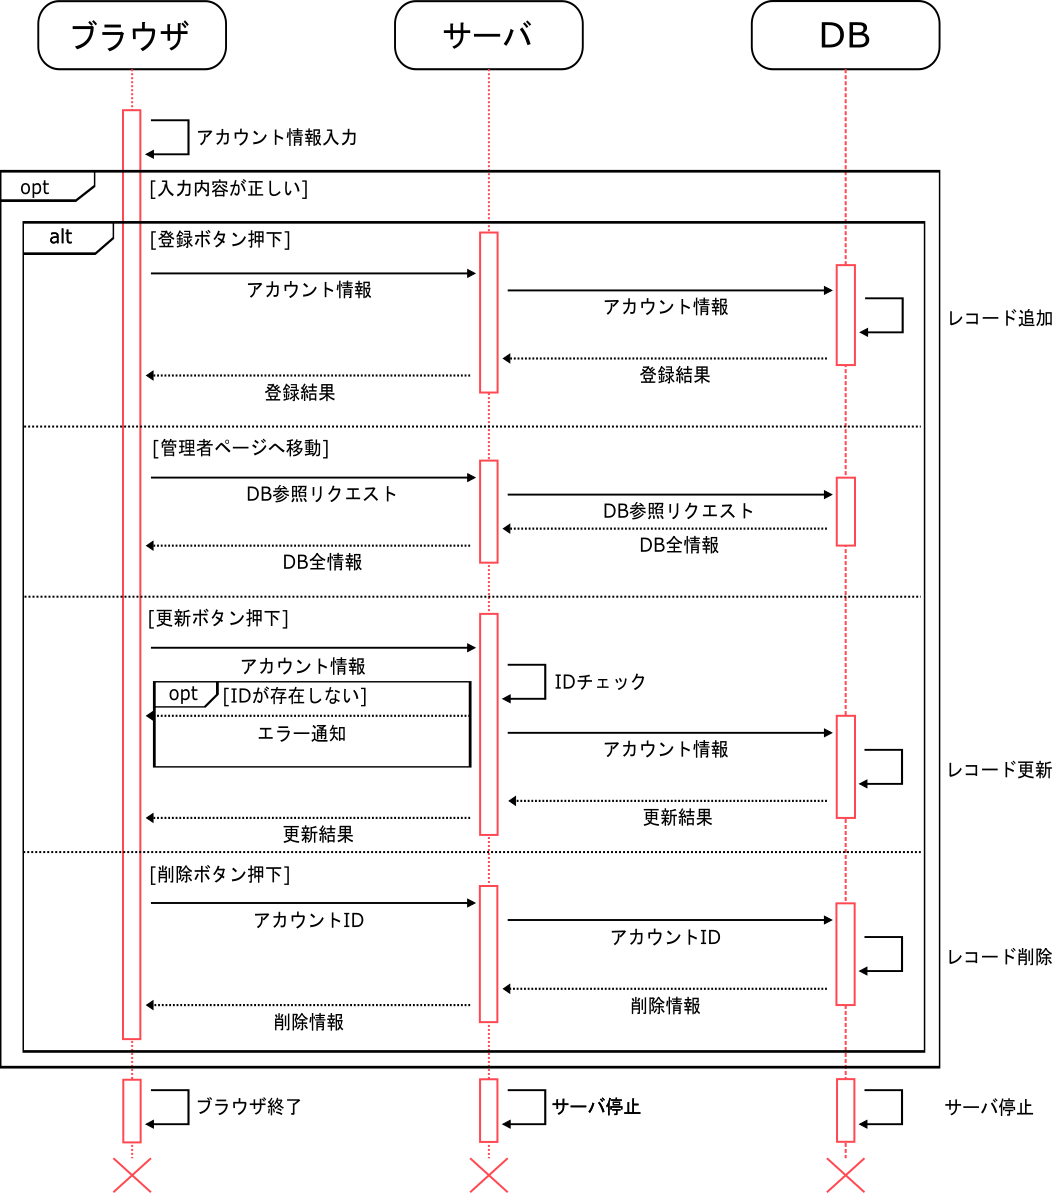 ブラウザ
サーバ
DB
アカウント情報入力
opt
[入力内容が正しい]
alt
[登録ボタン押下]
アカウント情報
アカウント情報
レコード追加
登録結果
登録結果
[管理者ページへ移動]
DB参照リクエスト
DB参照リクエスト
DB全情報
DB全情報
[更新ボタン押下]
アカウント情報
IDチェック
opt
[IDが存在しない]
エラー通知
アカウント情報
レコード更新
更新結果
更新結果
[削除ボタン押下]
アカウントID
アカウントID
レコード削除
削除情報
削除情報
ブラウザ終了
サーバ停止
サーバ停止